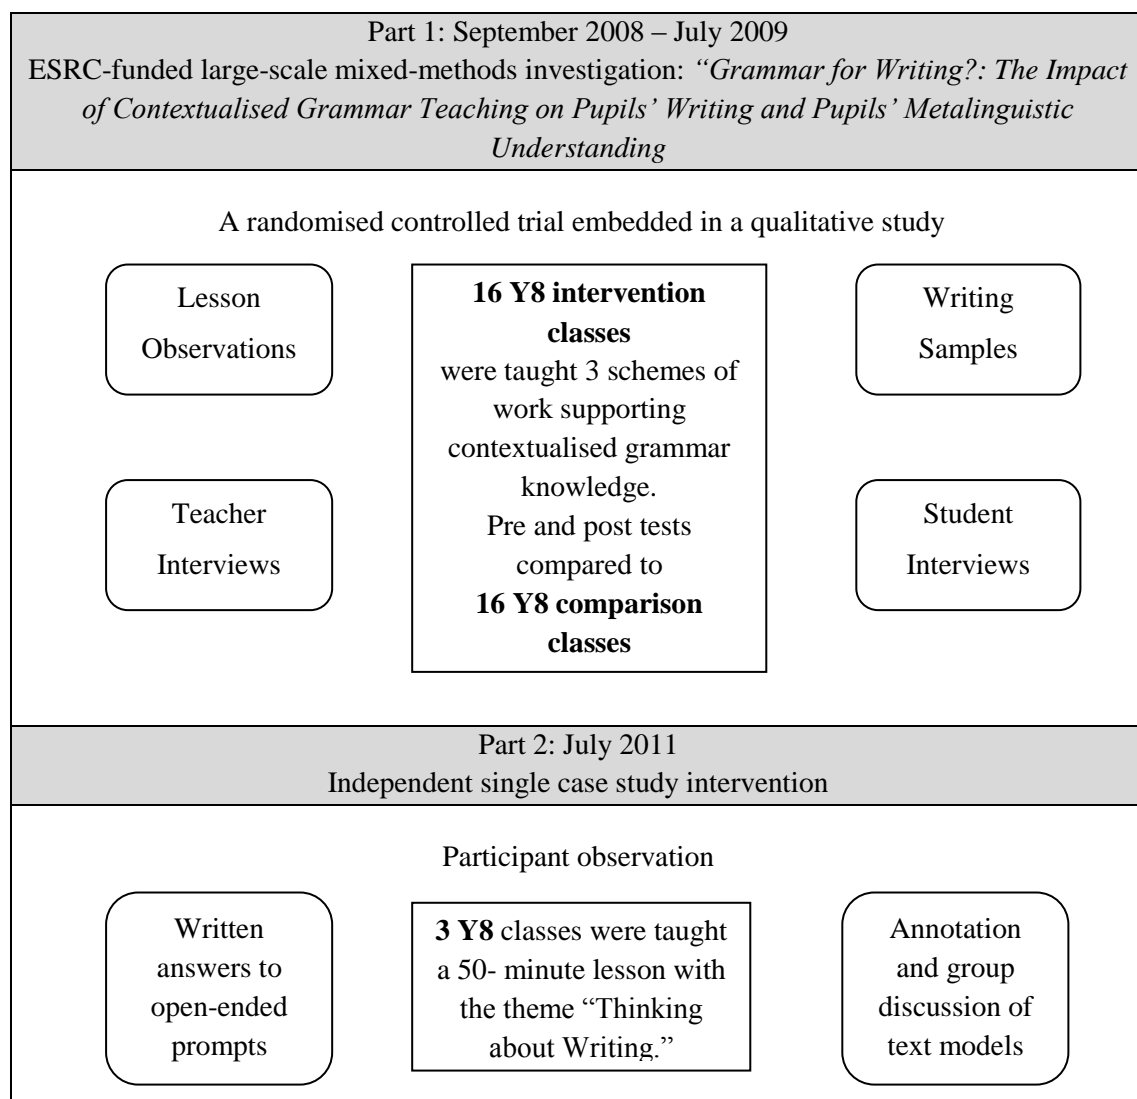 Part 1: September 2008 – July 2009
ESRC-funded large-scale mixed-methods investigation: “Grammar for Writing?: The Impact
of Contextualised Grammar Teaching on Pupils’ Writing and Pupils’ Metalinguistic
Understanding
A randomised controlled trial embedded in a qualitative study
Lesson
Observations
16 Y8 intervention
classes
were taught 3 schemes of
work supporting
contextualised grammar
knowledge.
Pre and post tests
compared to
16 Y8 comparison
classes
Writing
Samples
Teacher
Interviews
Student
Interviews
Part 2: July 2011
Independent single case study intervention
Participant observation
Written
answers to
open-ended
prompts
3 Y8 classes were taught
a 50- minute lesson with
the theme “Thinking
about Writing.”
Annotation
and group
discussion of
text models